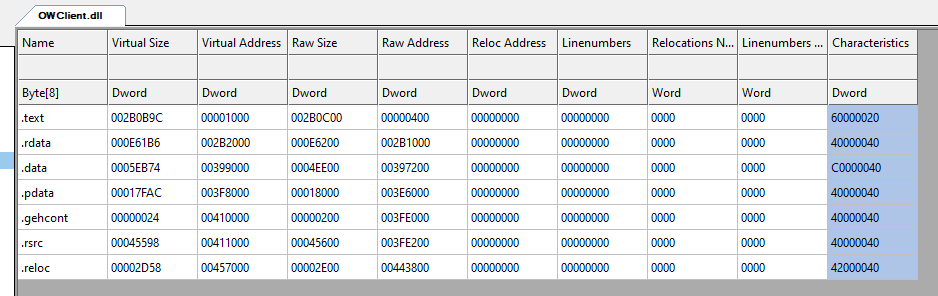 OWClient.dll
Name Virtual Size Virtual Address Raw Size Raw Address Reloc Address Linenumbers Relocations N... Linenumbers ... Characteristics
Byte[8] Dword Dword Dword Dword Dword Dword Word Word Dword
.text 002B0B9C 00001000 002B0C00 00000400 00000000 00000000 0000 0000 60000020
.rdata 000E61B6 002B2000 000E6200 002B1000 00000000 00000000 0000 0000 40000040
.data 0005EB74 00399000 0004EE00 00397200 00000000 00000000 0000 0000 C0000040
.pdata 00017FAC 003F8000 00018000 003E6000 00000000 00000000 0000 0000 40000040
.gehcont 00000024 00410000 00000200 003FE000 00000000 00000000 0000 0000 40000040
.rsrc 00045598 00411000 00045600 003FE200 00000000 00000000 0000 0000 40000040
.reloc 00002D58 00457000 00002E00 00443800 00000000 00000000 0000 0000 42000040